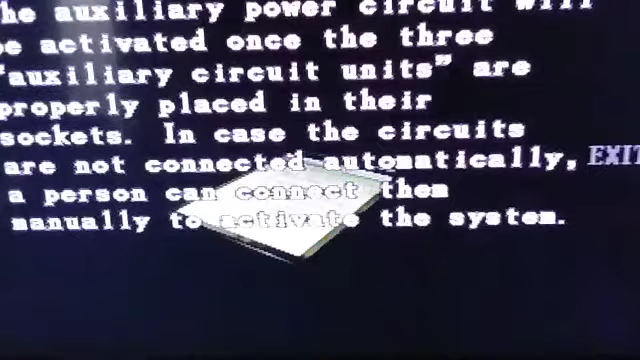 he auxiliary power circuit will
be activated once the three
"auxiliary circuit units" are
properly placed in their
sockets. In case the circuits
are not connected automatically, EXIT
a person can connect them
manually to activate the system.